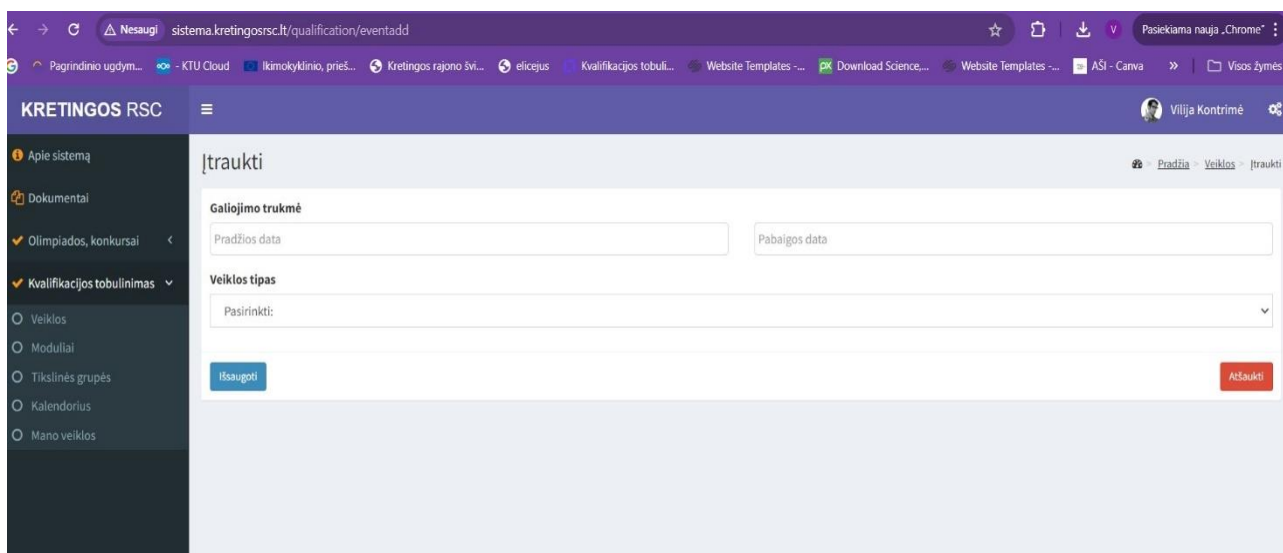 Nesaugi sistema.kretingosrsc.lt/qualification/eventadd V Pasiekiama nauja „Chrome“
Pagrindinio ugdym... - KTU Cloud Ikimokyklinio, prieš... Kretingos rajono švi... elicejus Kvalifikacijos tobuli... Website Templates -... PX Download Science,... Website Templates -... AŠI - Canva » Visos žymės
KRETINGOS RSC
Vilija Kontrimė
Apie sistemą
Įtraukti
Pradžia > Veiklos > Įtraukti
Dokumentai
Olimpiados, konkursai
Kvalifikacijos tobulinimas
Veiklos
Moduliai
Tikslinės grupės
Kalendorius
Mano veiklos
Galiojimo trukmė
Pradžios data Pabaigos data
Veiklos tipas
Pasirinkti:
Išsaugoti Atšaukti